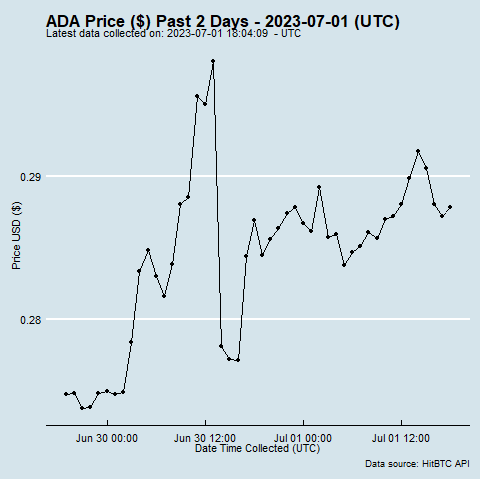 ADA Price ($) Past 2 Days - 2023-07-01 (UTC)
Latest data collected on: 2023-07-01 18:04:09 - UTC
0.29
0.28
Price USD ($)
Jun 30 00:00 Jun 30 12:00 Jul 01 00:00 Jul 01 12:00
Date Time Collected (UTC)
Data source: HitBTC API